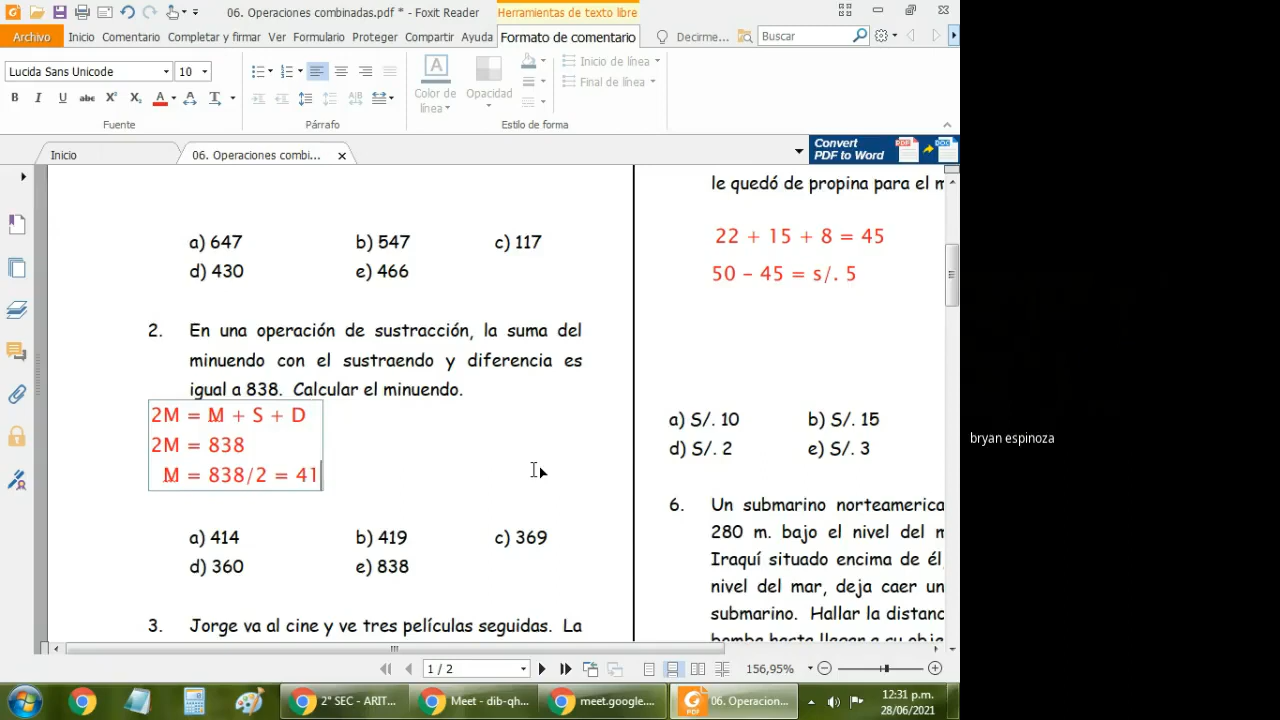 06. Operaciones combinadas.pdf * - Foxit Reader
Herramientas de texto libre
Archivo Inicio Comentario Completar y firmar Ver Formulario Proteger Compartir Ayuda Formato de comentario Decirme... Buscar
Lucida Sans Unicode 10
Color de línea
Opacidad
Inicio de línea
Final de línea
Fuente Párrafo Estilo de forma
Inicio 06. Operaciones combi... Convert
PDF to Word
le quedó de propina para el m
a) 647 b) 547 c) 117
d) 430 e) 466
22 + 15 + 8 = 45
50 – 45 = s/. 5
2. En una operación de sustracción, la suma del
minuendo con el sustraendo y diferencia es
igual a 838. Calcular el minuendo.
2M = M + S + D
2M = 838
M = 838/2 = 41
a) 414 b) 419 c) 369
d) 360 e) 838
3. Jorge va al cine y ve tres películas seguidas. La
a) S/. 10 b) S/. 15
d) S/. 2 e) S/. 3
6. Un submarino norteamerica
280 m. bajo el nivel del m
Iraquí situado encima de él,
nivel del mar, deja caer un
submarino. Hallar la distanc
bomba hasta llegar a su obje
bryan espinoza
1 / 2 156,95%
2° SEC - ARIT... Meet - dib-qh... meet.google.... 06. Operacion... 12:31 p.m.
28/06/2021